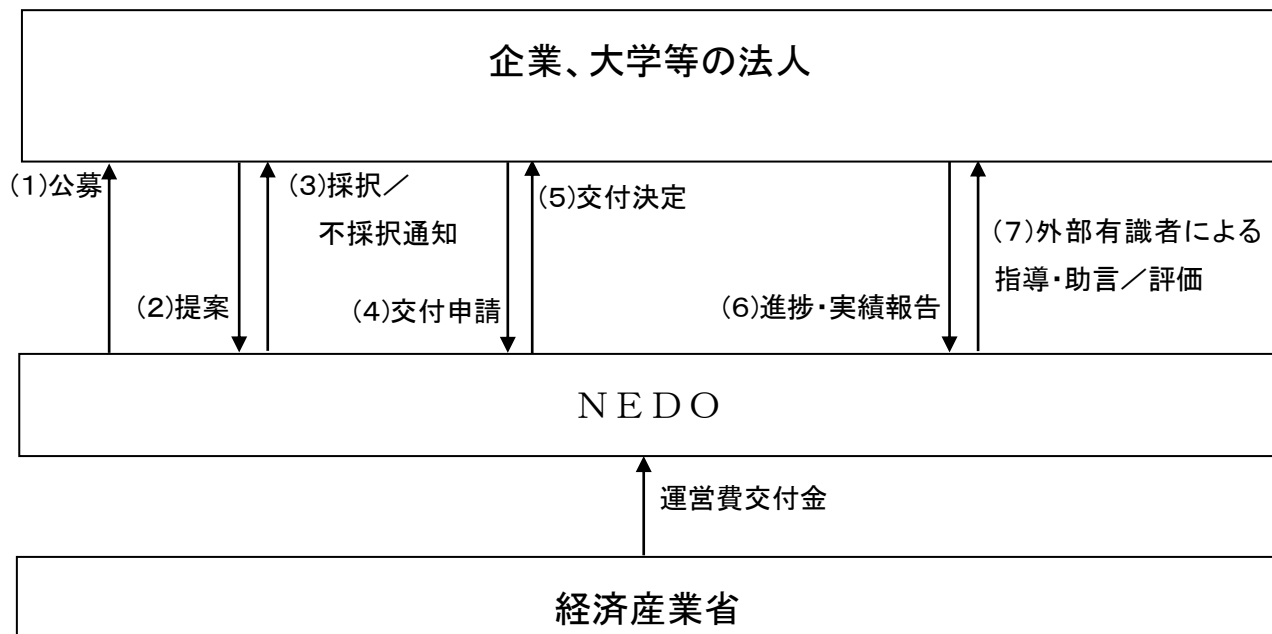 企業、大学等の法人
(1)公募
(2)提案
(3)採択／
不採択通知
(4)交付申請
(5)交付決定
(6)進捗・実績報告
(7)外部有識者による
指導・助言／評価
ＮＥＤＯ
運営費交付金
経済産業省